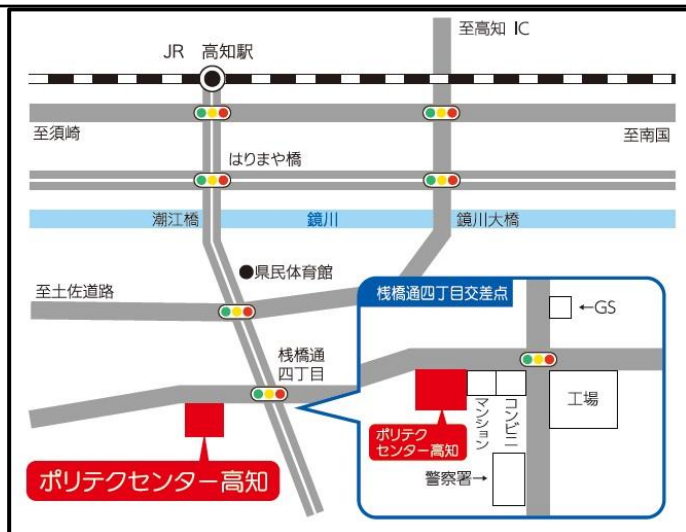 至高知 IC
JR 高知駅
至須崎
至南国
はりまや橋
潮江橋
鏡川
鏡川大橋
●県民体育館
至土佐道路
桟橋通四丁目交差点
←GS
桟橋通
四丁目
工場
マンション
コンビニ
ポリテク
センター高知
警察署→
ポリテクセンター高知